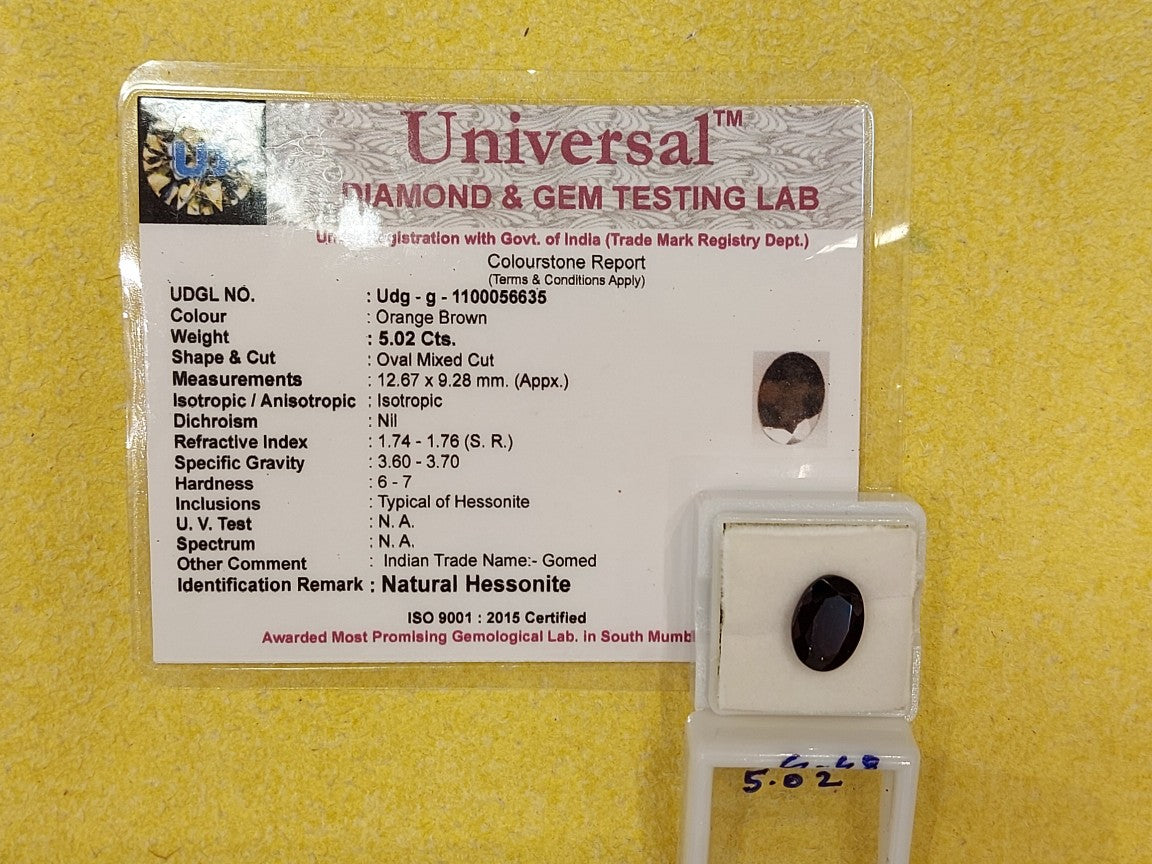 Universal™
DIAMOND & GEM TESTING LAB
Registration with Govt. of India (Trade Mark Registry Dept.)
Colourstone Report
(Terms & Conditions Apply)
UDGL NO. : Udg - g - 1100056635
Colour : Orange Brown
Weight : 5.02 Cts.
Shape & Cut : Oval Mixed Cut
Measurements : 12.67 x 9.28 mm. (Appx.)
Isotropic / Anisotropic : Isotropic
Dichroism : Nil
Refractive Index : 1.74 - 1.76 (S. R.)
Specific Gravity : 3.60 - 3.70
Hardness : 6 - 7
Inclusions : Typical of Hessonite
U. V. Test : N. A.
Spectrum : N. A.
Other Comment : Indian Trade Name:- Gomed
Identification Remark : Natural Hessonite
ISO 9001 : 2015 Certified
Awarded Most Promising Gemological Lab. in South Mumb
5.02